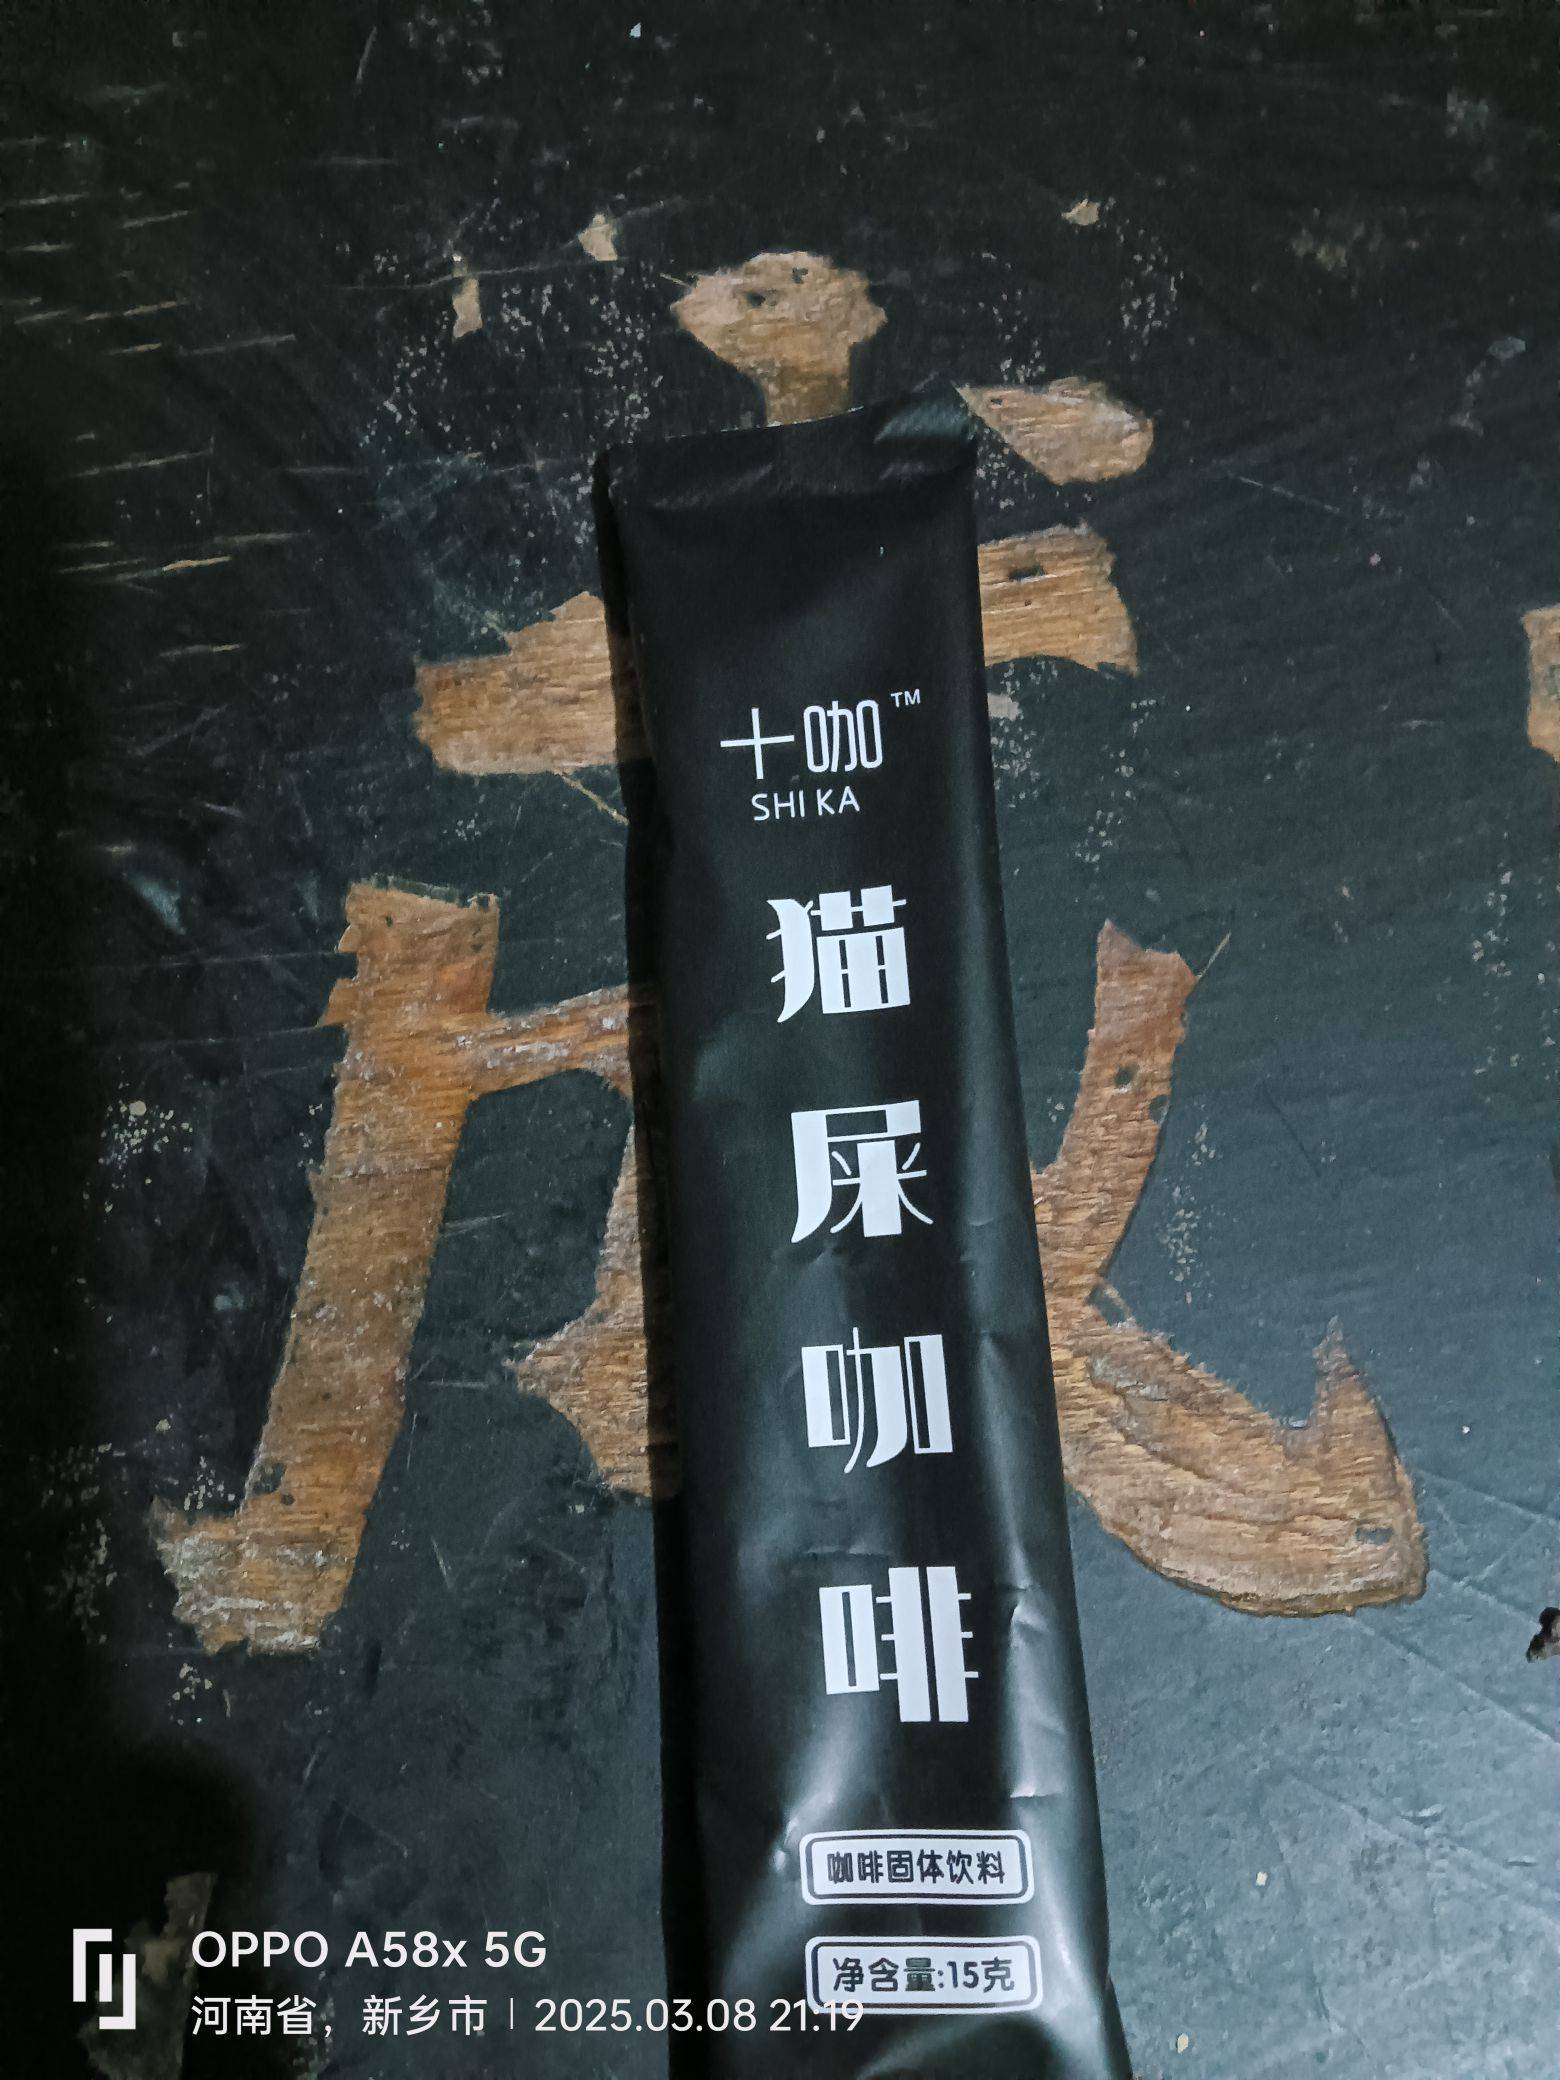 十咖™
SHI KA
猫
屎
咖
啡
咖啡固体饮料
净含量:15克
OPPO A58x 5G
河南省，新乡市 | 2025.03.08 21:19